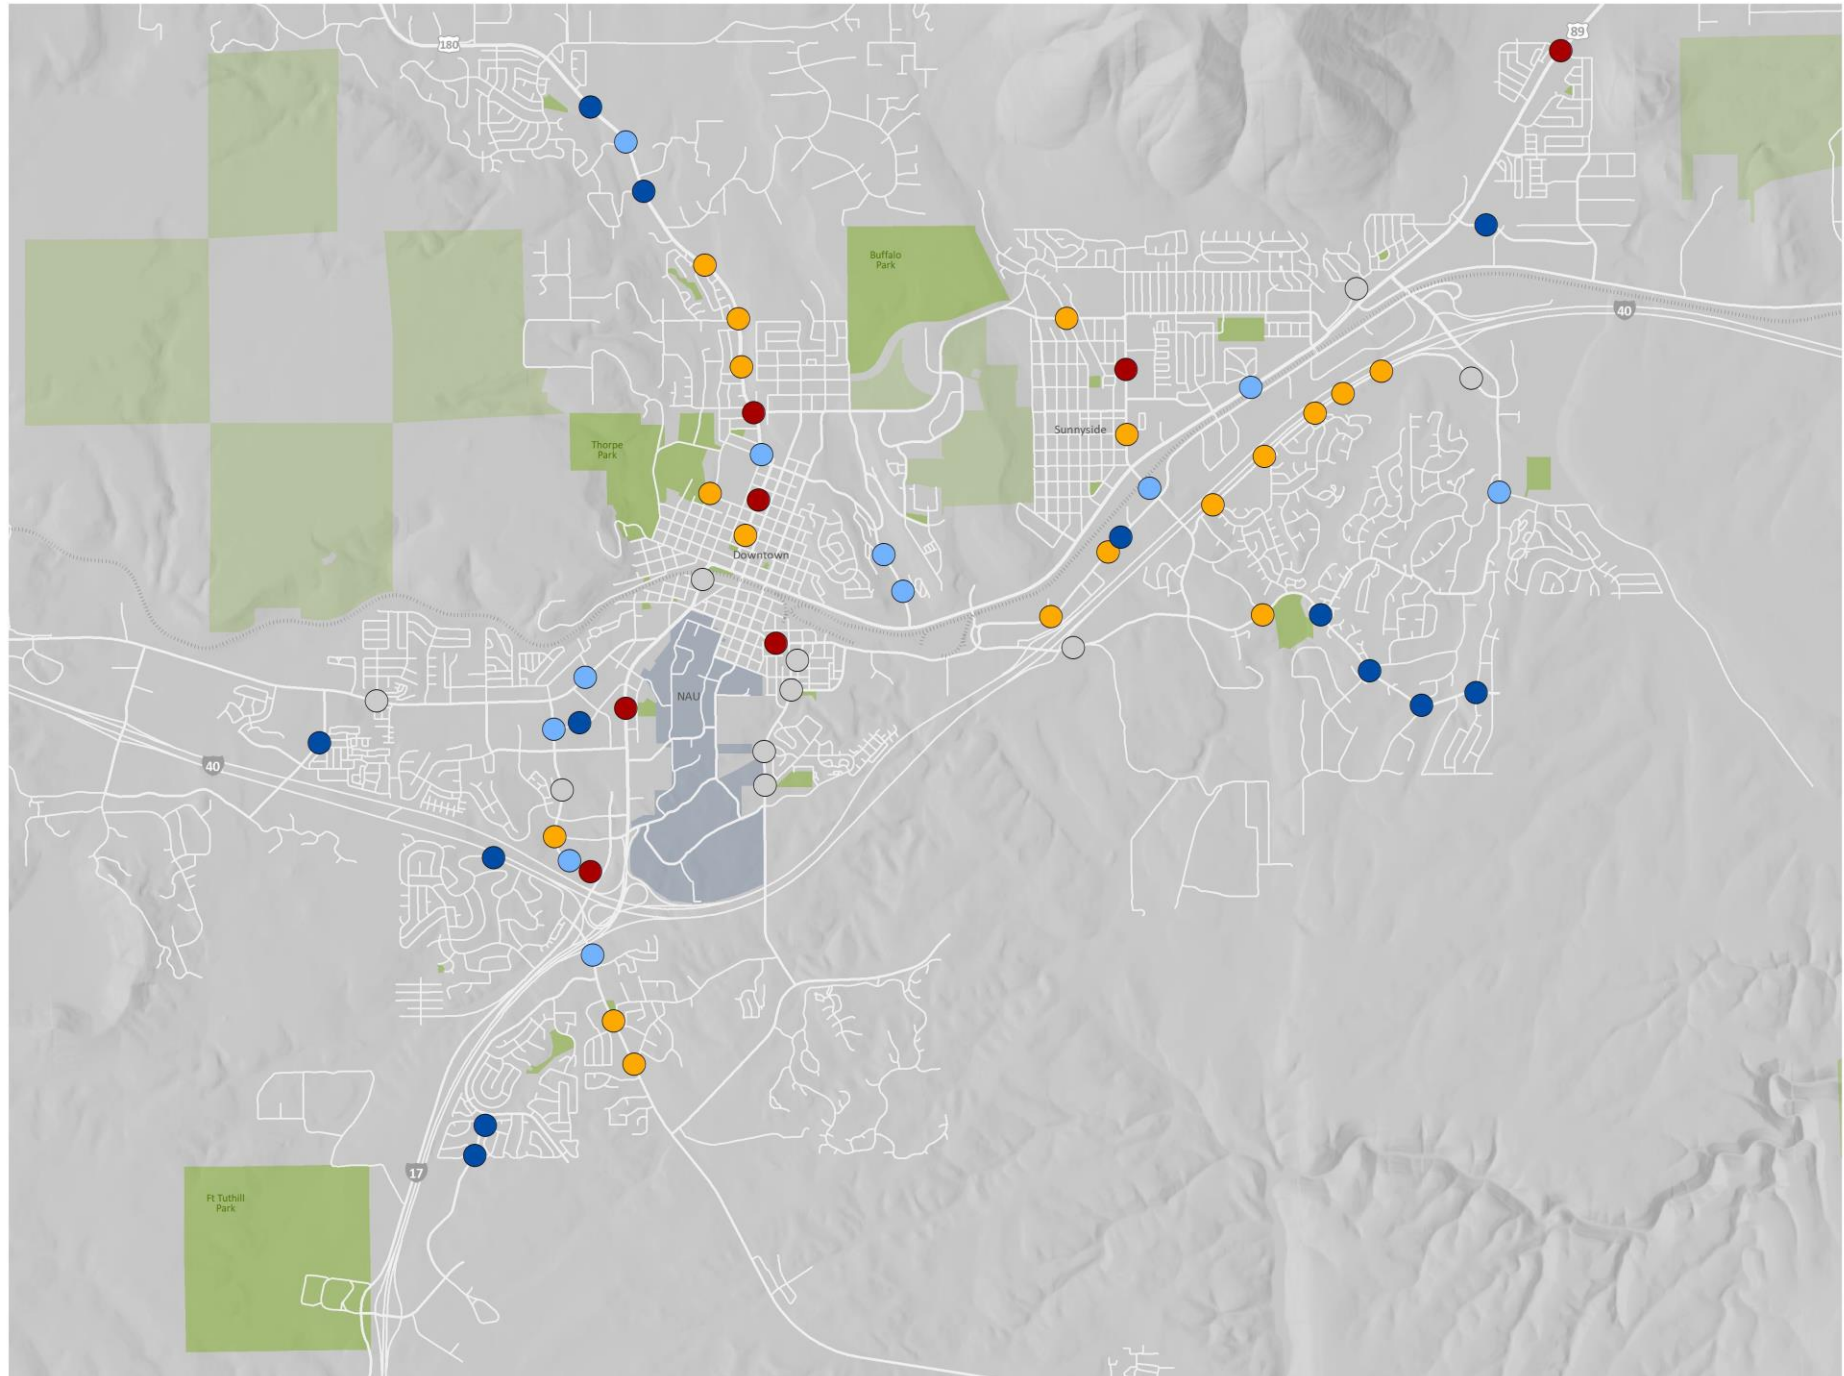 180
89
Buffalo
Park
40
Sunnyside
Thorpe
Park
Downtown
NAU
40
17
Ft Tuthill
Park